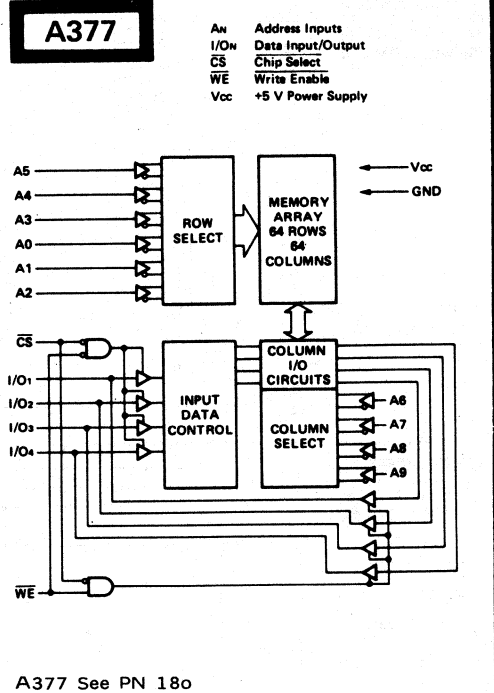 A377
AN Address Inputs
I/ON Data Input/Output
CS Chip Select
WE Write Enable
Vcc +5 V Power Supply
A5
A4
A3
A0
A1
A2
ROW
SELECT
MEMORY
ARRAY
64 ROWS
64
COLUMNS
Vcc
GND
CS
I/O1
I/O2
I/O3
I/O4
INPUT
DATA
CONTROL
COLUMN
I/O
CIRCUITS
COLUMN
SELECT
A6
A7
A8
A9
WE
A377 See PN 18o